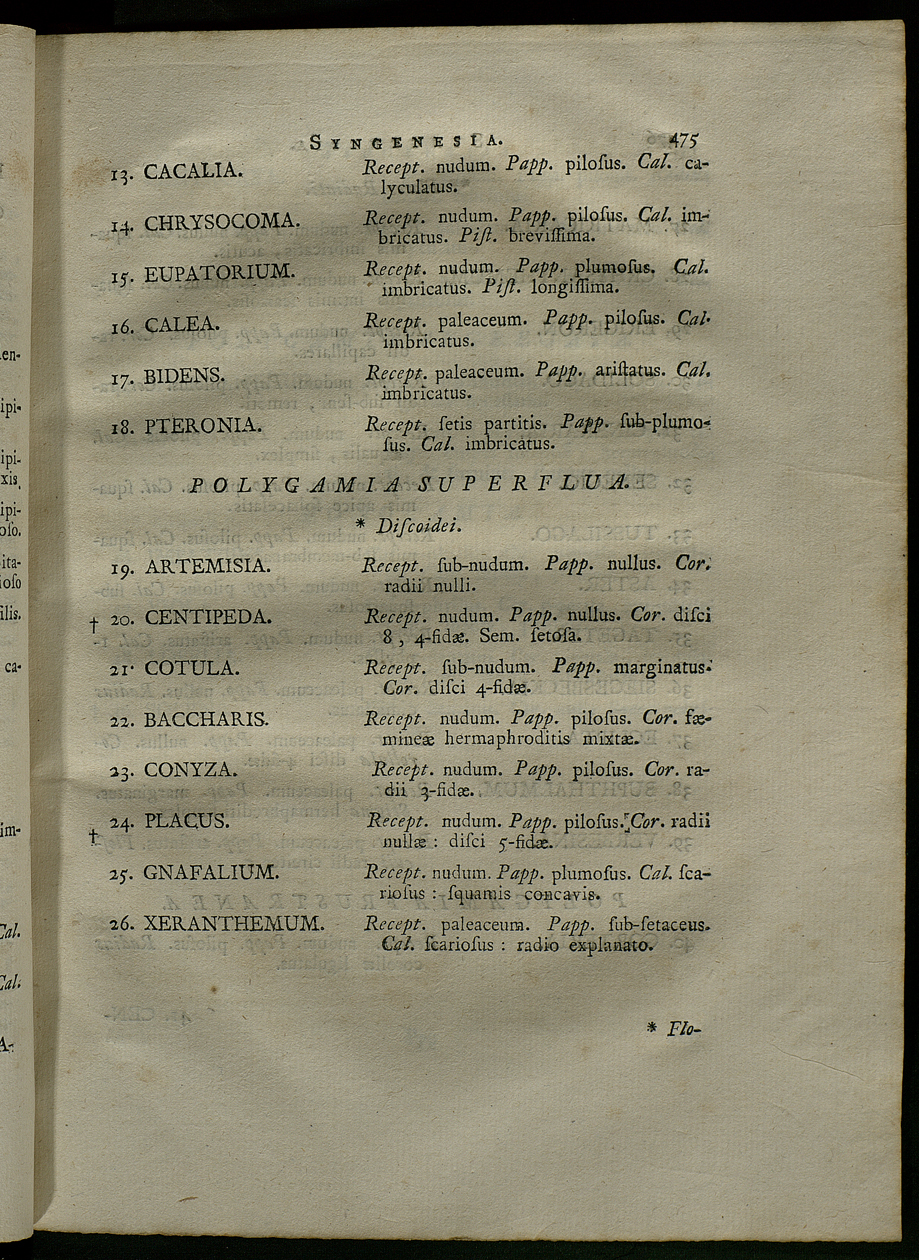 SYNGENESIA. 475
13. CACALIA. Recept. nudum. Papp. piloſus. Cal. ca-
lyculatus.
14. CHRYSOCOMA. Recept. nudum. Papp. piloſus. Cal. im-
bricatus. Piſt. breviſſima.
15. EUPATORIUM. Recept. nudum. Papp. plumoſus. Cal.
imbricatus. Piſt. longiſſima.
16. CALEA. Recept. paleaceum. Papp. piloſus. Cal.
imbricatus.
17. BIDENS. Recept. paleaceum. Papp. ariſtatus. Cal.
imbricatus.
18. PTERONIA. Recept. ſetis partitis. Papp. ſub-plumo-
ſus. Cal. imbricatus.
POLYGAMIA SUPERFLUA.
* Diſcoidei.
19. ARTEMISIA. Recept. ſub-nudum. Papp. nullus. Cor.
radii nulli.
† 20. CENTIPEDA. Recept. nudum. Papp. nullus. Cor. diſci
8, 4-fidæ. Sem. ſetoſa.
21. COTULA. Recept. ſub-nudum. Papp. marginatus.
Cor. diſci 4-fidæ.
22. BACCHARIS. Recept. nudum. Papp. piloſus. Cor. fæ-
mineæ hermaphroditis mixtæ.
23. CONYZA. Recept. nudum. Papp. piloſus. Cor. ra-
dii 3-fidæ.
† 24. PLACUS. Recept. nudum. Papp. piloſus. Cor. radii
nullæ : diſci 5-fidæ.
25. GNAFALIUM. Recept. nudum. Papp. plumoſus. Cal. ſca-
rioſus : ſquamis concavis.
26. XERANTHEMUM. Recept. paleaceum. Papp. ſub-ſetaceus.
Cal. ſcarioſus : radio explanato.
* Flo-